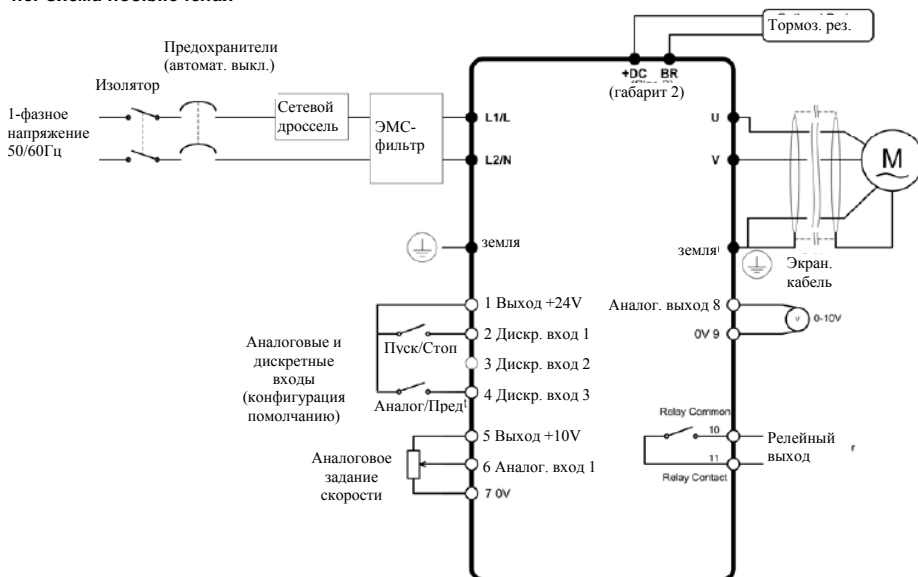 Тормоз. рез.
Предохранители
(автомат. выкл.)
Изолятор
+DC BR
(габарит 2)
1-фазное
напряжение
50/60Гц
Сетевой
дроссель
ЭМС-
фильтр
L1/L
L2/N
U
V
M
земля
земля
Экран.
кабель
1 Выход +24V
2 Дискр. вход 1
3 Дискр. вход 2
4 Дискр. вход 3
Пуск/Стоп
Аналог/Пред
Аналоговые и
дискретные
входы
(конфигурация
помолчанию)
Аналог. выход 8
0V 9
V
0-10V
5 Выход +10V
6 Аналог. вход 1
7 0V
Аналоговое
задание
скорости
Relay Common
10
11
Relay Contact
Релейный
выход
r